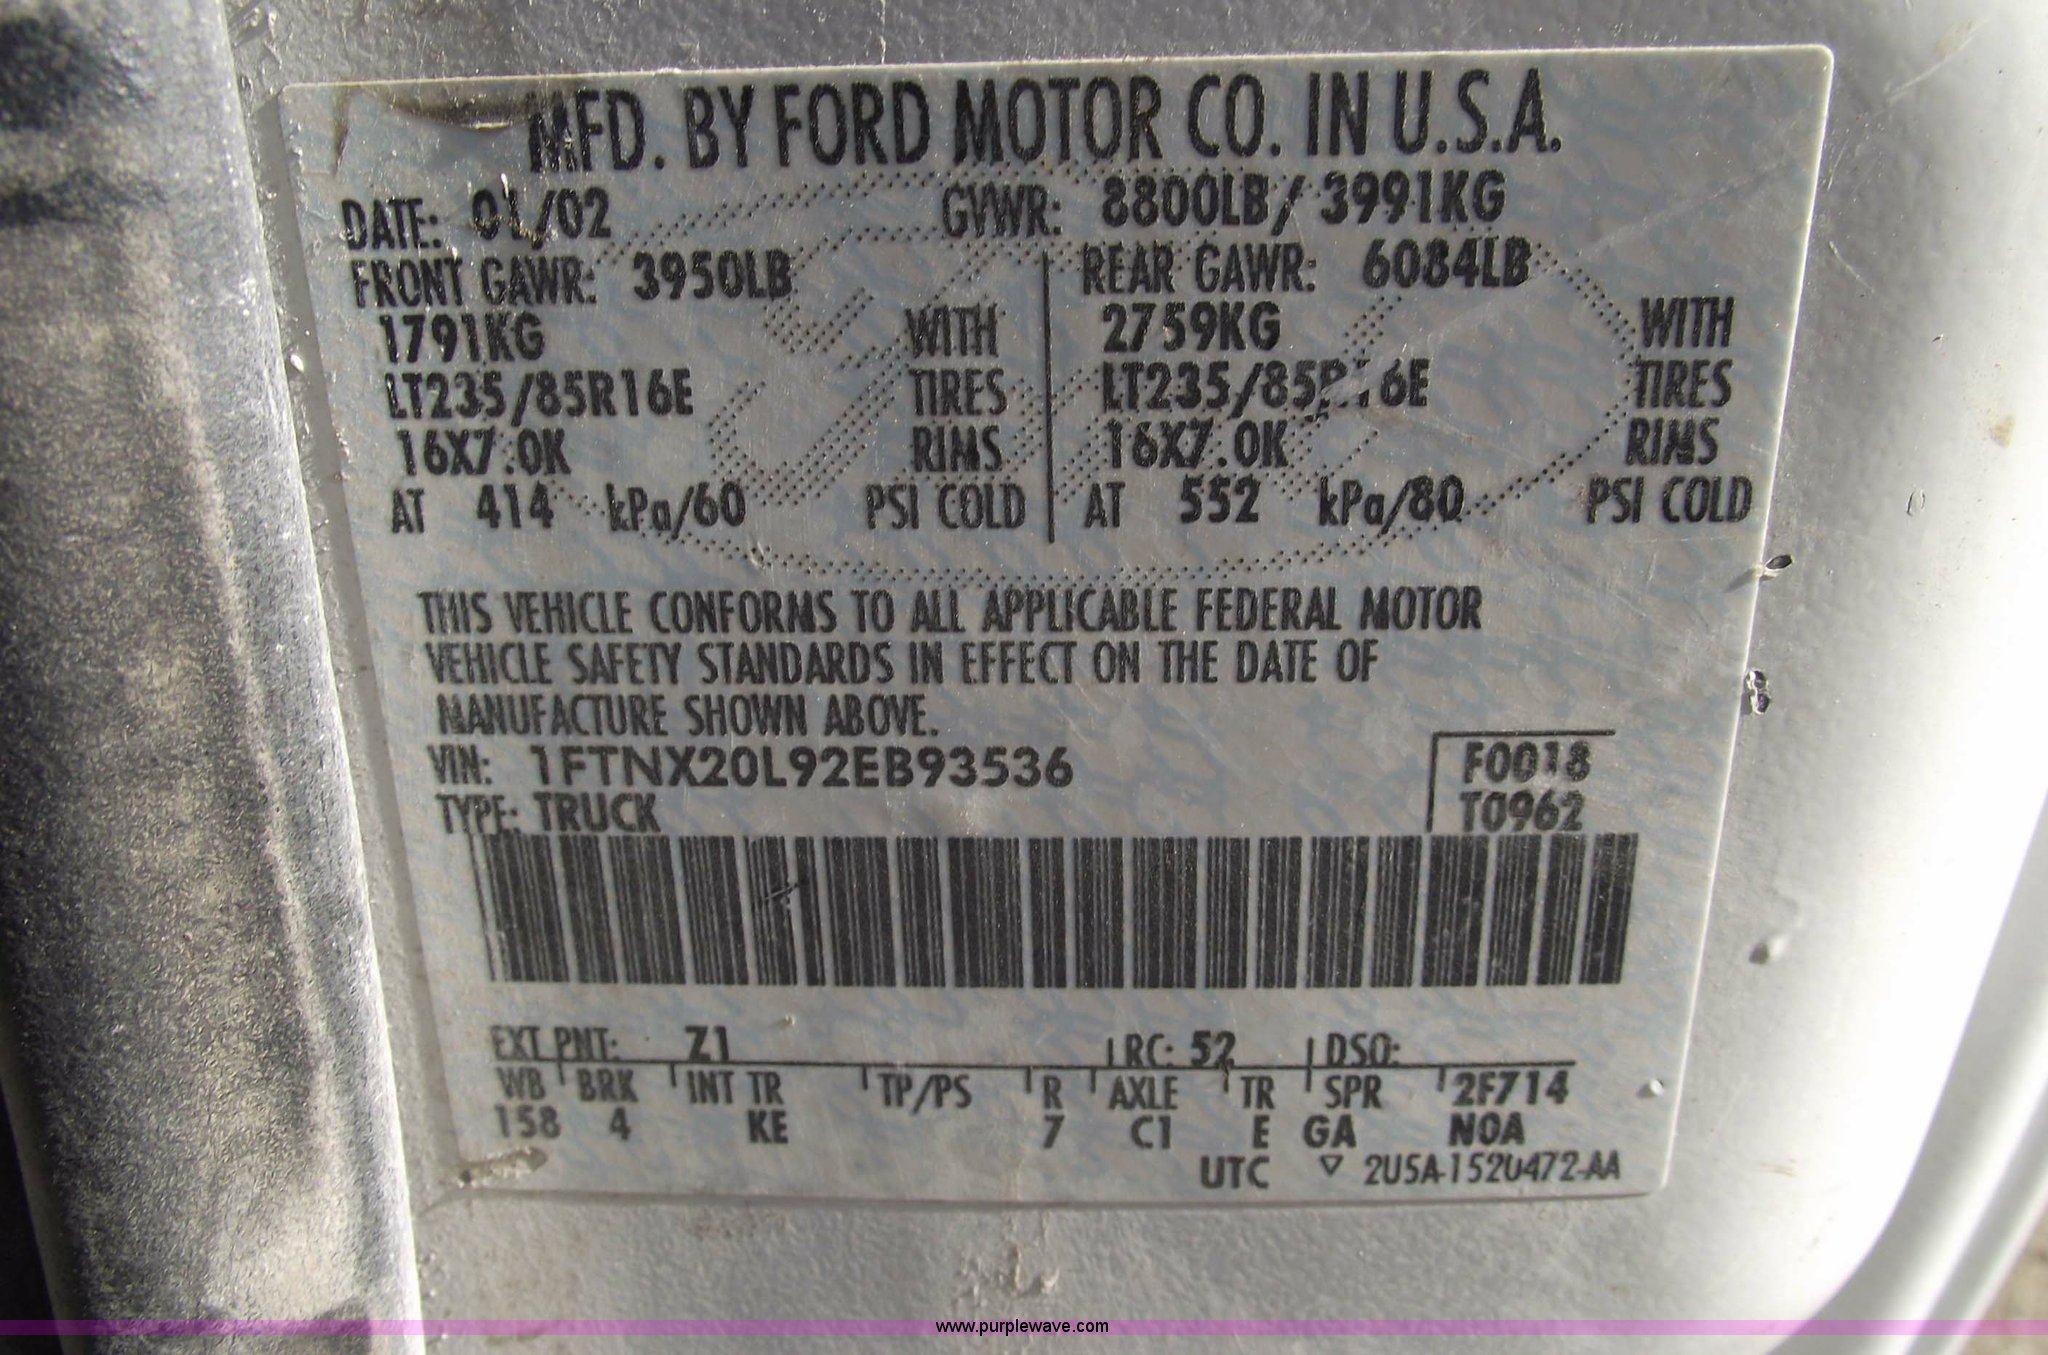 MFD. BY FORD MOTOR CO. IN U.S.A.
DATE: 01/02 GVWR: 8800LB / 3991KG
FRONT GAWR: 3950LB REAR GAWR: 6084LB
1791KG WITH 2759KG WITH
LT235/85R16E TIRES LT235/85R16E TIRES
16X7.0K RIMS 16X7.0K RIMS
AT 414 kPa/60 PSI COLD AT 552 kPa/80 PSI COLD
THIS VEHICLE CONFORMS TO ALL APPLICABLE FEDERAL MOTOR
VEHICLE SAFETY STANDARDS IN EFFECT ON THE DATE OF
MANUFACTURE SHOWN ABOVE.
VIN: 1FTNX20L92EB93536 F0018
TYPE: TRUCK T0962
EXT PNT: Z1 RC: 52 DSO:
WB BRK INT TR TP/PS R AXLE TR SPR 2F714
158 4 KE 7 C1 E GA N0A
UTC ▽ 2U5A-1520472-AA
www.purplewave.com